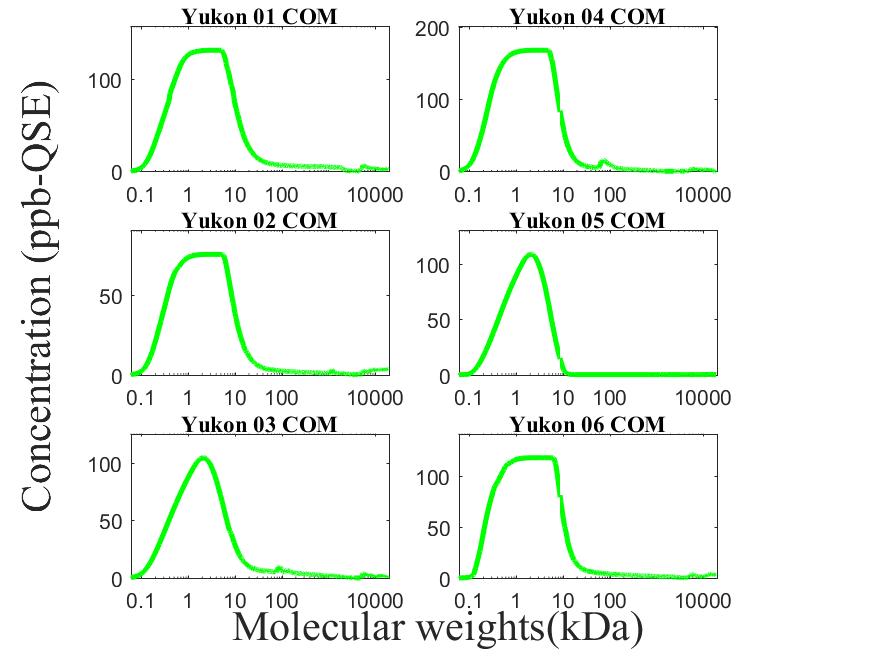 Yukon 01 COM
100
0
0.1 1 10 100 10000
Yukon 04 COM
200
100
0
0.1 1 10 100 10000
Yukon 02 COM
50
0
0.1 1 10 100 10000
Yukon 05 COM
100
50
0
0.1 1 10 100 10000
Yukon 03 COM
100
50
0
0.1 1 10 100 10000
Yukon 06 COM
100
50
0
0.1 1 10 100 10000
Concentration (ppb-QSE)
Molecular weights(kDa)